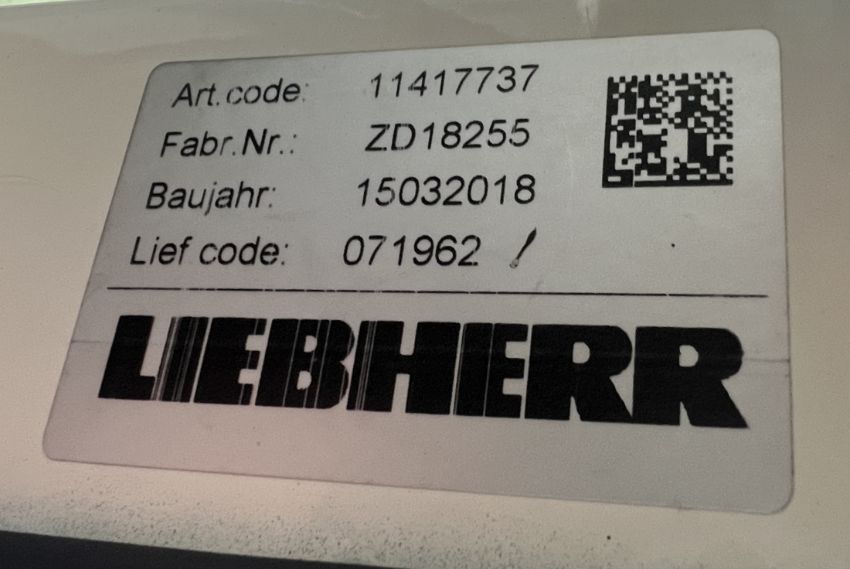 Art.code: 11417737
Fabr.Nr.: ZD18255
Baujahr: 15032018
Lief code: 071962
LIEBHERR